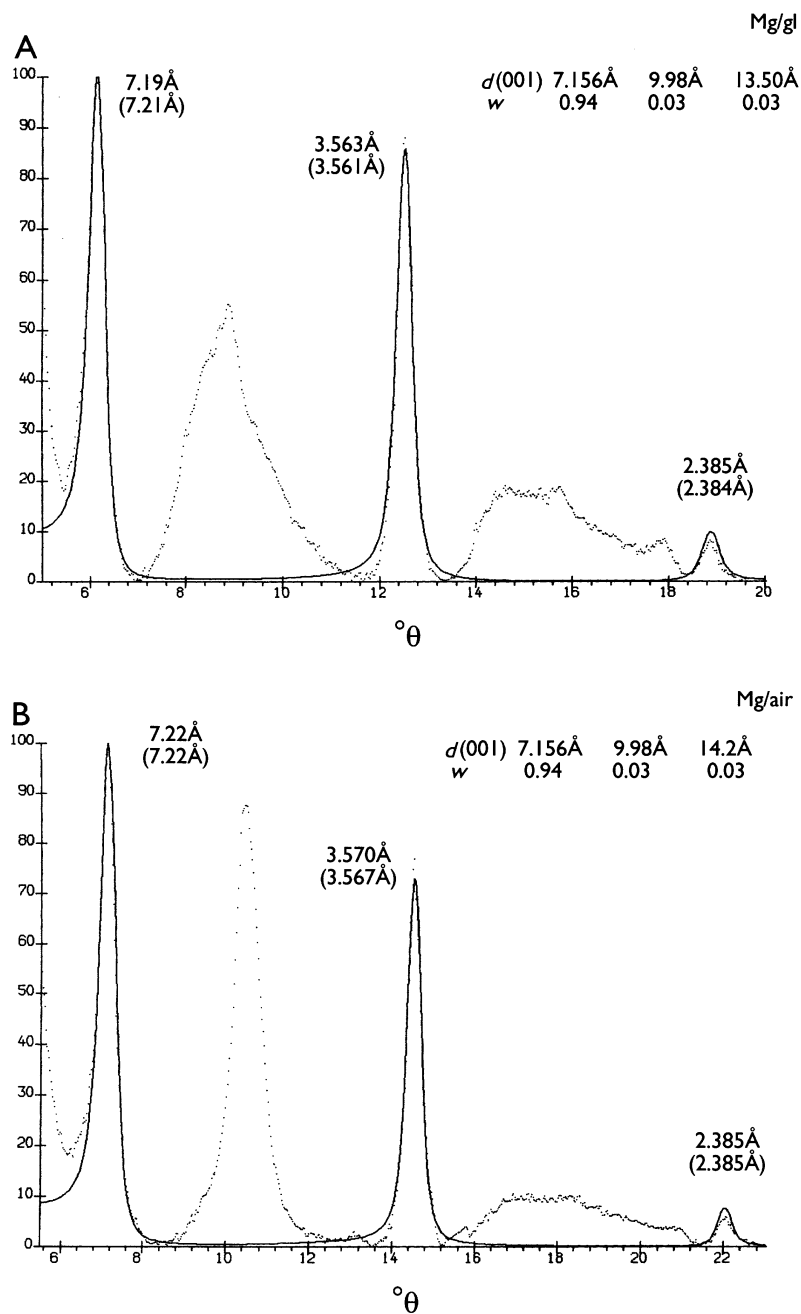 Mg/gl
A
d(001) 7.156Å 9.98Å 13.50Å
w 0.94 0.03 0.03
7.19Å
(7.21Å)
3.563Å
(3.561Å)
2.385Å
(2.384Å)
100
90
80
70
60
50
40
30
20
10
0
6 8 10 12 14 16 18 20
°θ
Mg/air
B
d(001) 7.156Å 9.98Å 14.2Å
w 0.94 0.03 0.03
7.22Å
(7.22Å)
3.570Å
(3.567Å)
2.385Å
(2.385Å)
100
90
80
70
60
50
40
30
20
10
0
6 8 10 12 14 16 18 20 22
°θ